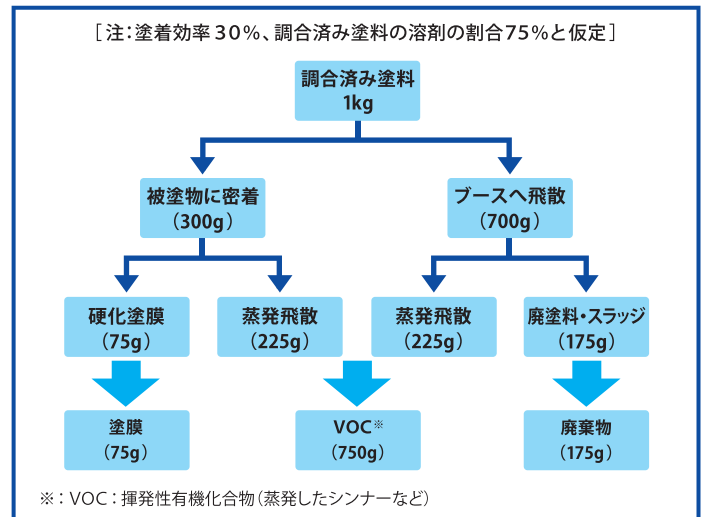 [注:塗着効率30%、調合済み塗料の溶剤の割合75%と仮定]
調合済み塗料
1kg
被塗物に密着
(300g)
ブースへ飛散
(700g)
硬化塗膜
(75g)
蒸発飛散
(225g)
蒸発飛散
(225g)
廃塗料・スラッジ
(175g)
塗膜
(75g)
VOC※
(750g)
廃棄物
(175g)
※:VOC:揮発性有機化合物(蒸発したシンナーなど)